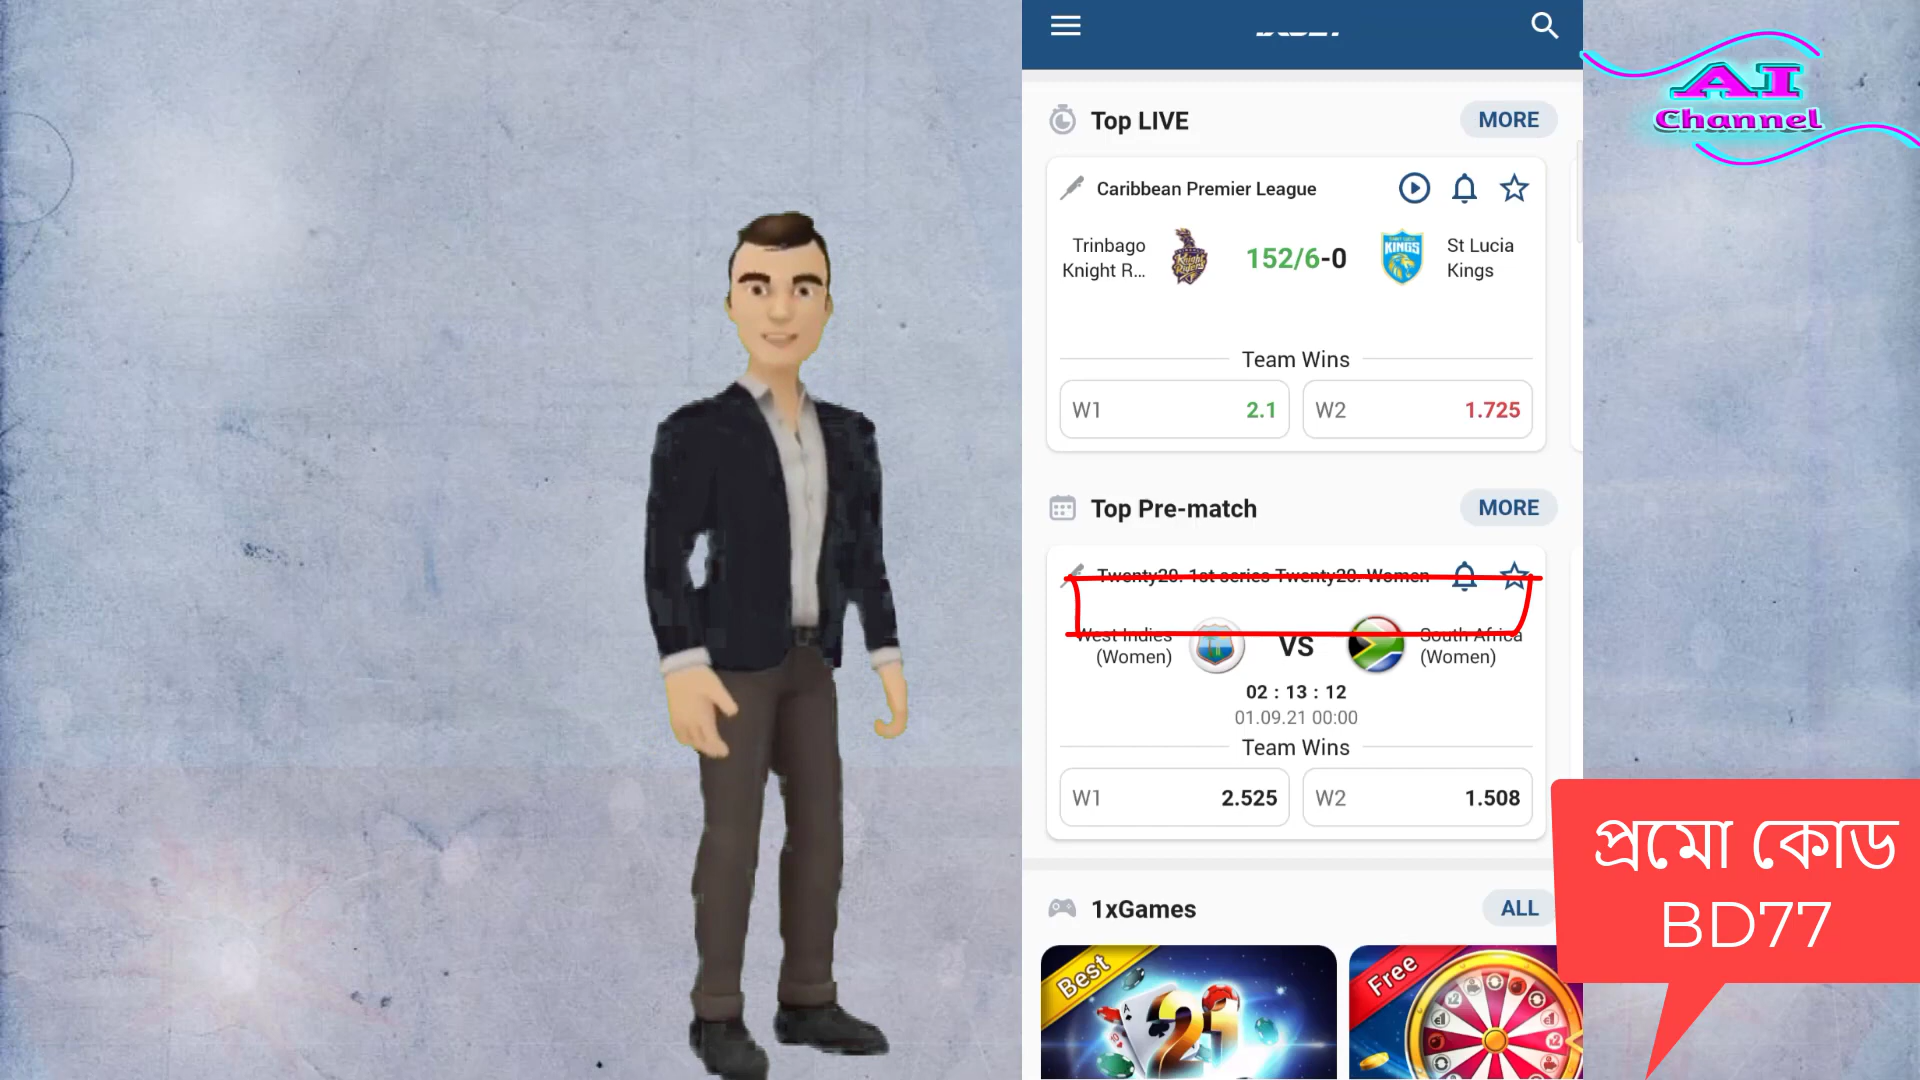 AI
Channel
Top LIVE
MORE
Caribbean Premier League
Trinbago
Knight R...
152/6-0
KINGS
St Lucia
Kings
Team Wins
W1
2.1
W2
1.725
Top Pre-match
MORE
Twenty20. 1st series Twenty20. Women
West Indies
(Women)
VS
South Africa
(Women)
02 : 13 : 12
01.09.21 00:00
Team Wins
W1
2.525
W2
1.508
1xGames
ALL
Best
21
Free
প্রমো কোড
BD77